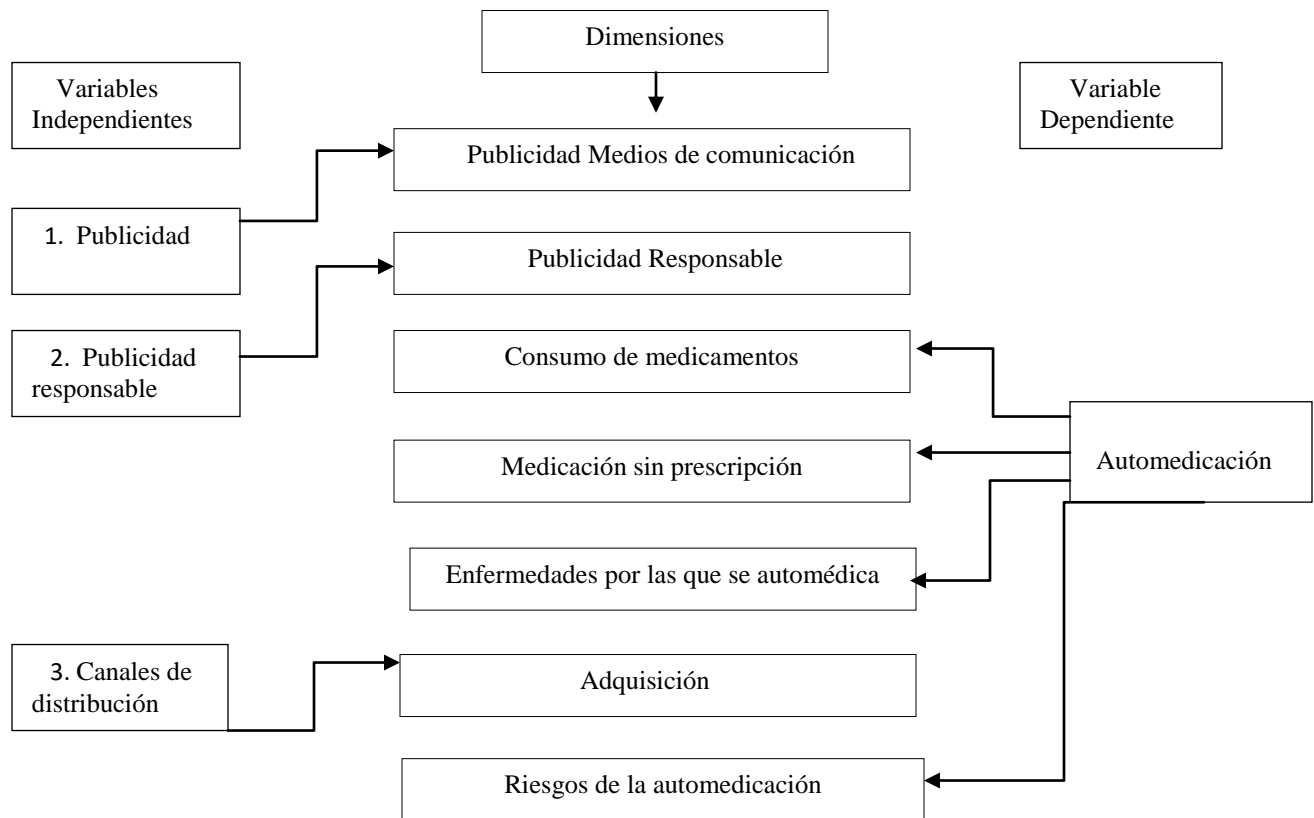 Dimensiones
Variables
Independientes
Variable
Dependiente
Publicidad Medios de comunicación
1. Publicidad
Publicidad Responsable
2. Publicidad
responsable
Consumo de medicamentos
Medicación sin prescripción
Automedicación
Enfermedades por las que se automédica
3. Canales de
distribución
Adquisición
Riesgos de la automedicación